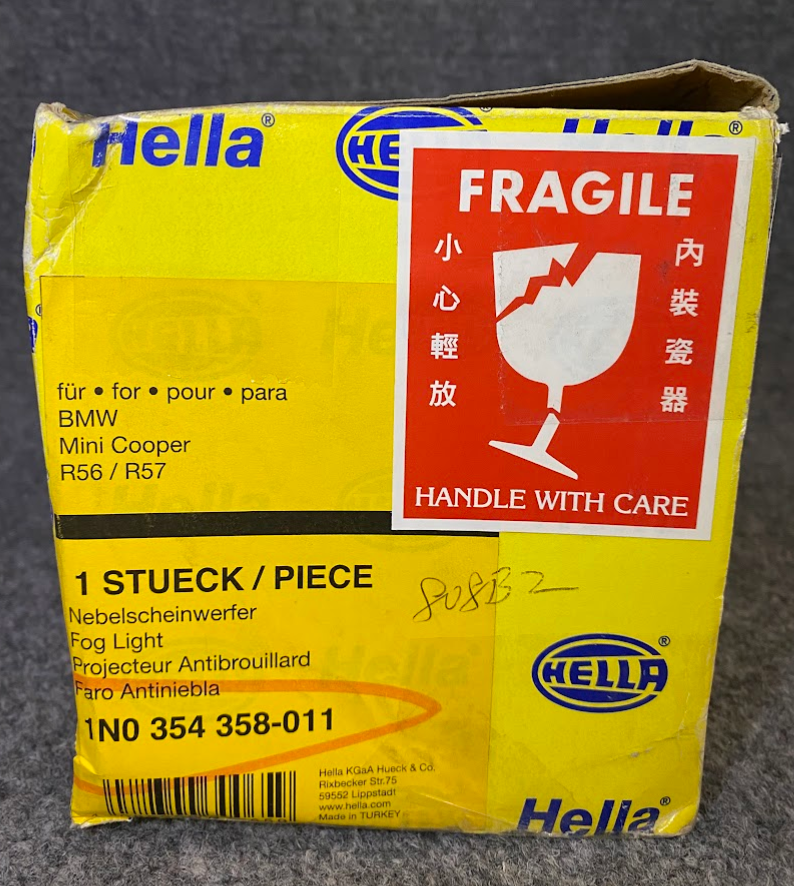 Hella®
FRAGILE
小心輕放
內裝瓷器
HANDLE WITH CARE
für • for • pour • para
BMW
Mini Cooper
R56 / R57
1 STUECK / PIECE
Nebelscheinwerfer
Fog Light
Projecteur Antibrouillard
Faro Antiniebla
1N0 354 358-011
808B2
Hella KGaA Hueck & Co.
Rixbecker Str.75
59552 Lippstadt
www.hella.com
Made in TURKEY
HELLA®
Hella®